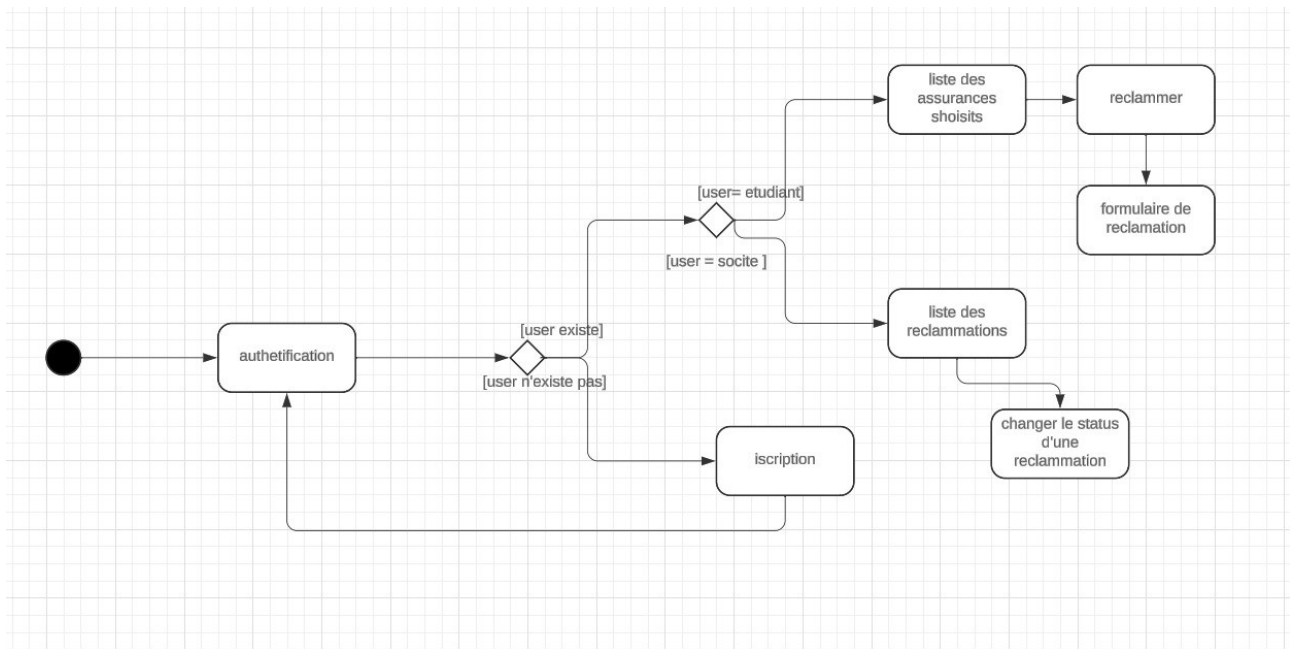 liste des
assurances
shoisits
reclammer
[user= etudiant]
formulaire de
reclamation
[user = socite ]
liste des
reclammations
[user existe]
authetification
[user n'existe pas]
changer le status
d'une
reclammation
iscription